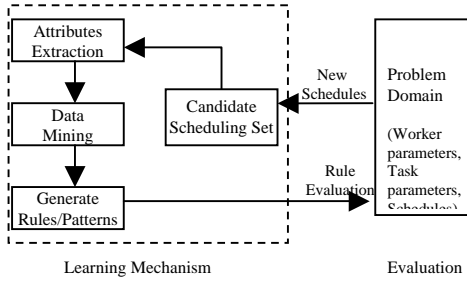 Attributes
Extraction
Data
Mining
Generate
Rules/Patterns
Candidate
Scheduling Set
New
Schedules
Rule
Evaluation
Problem
Domain
(Worker
parameters,
Task
parameters,
Schedules)
Learning Mechanism
Evaluation